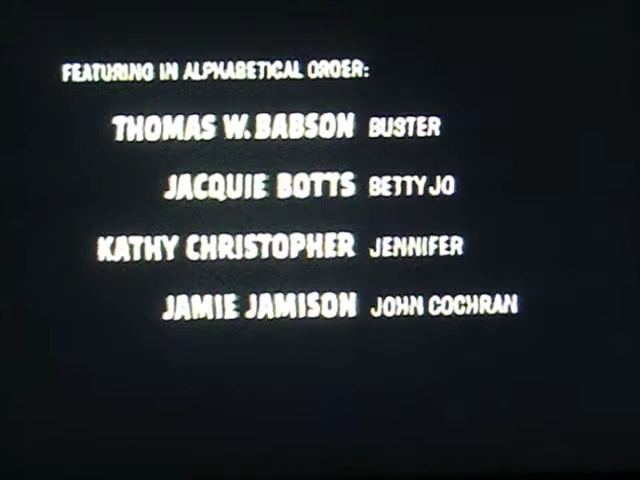 FEATURING IN ALPHABETICAL ORDER:
THOMAS W. BABSON BUSTER
JACQUIE BOTTS BETTY JO
KATHY CHRISTOPHER JENNIFER
JAMIE JAMISON JOHN COCHRAN